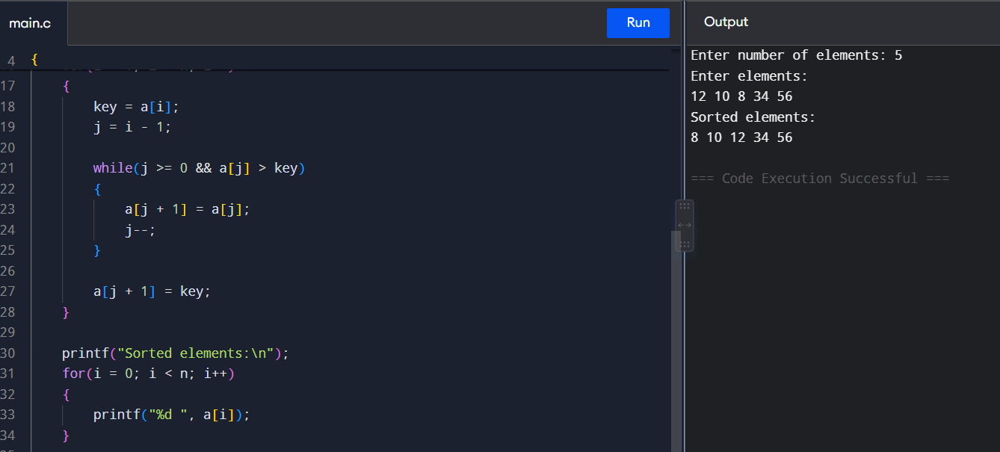 main.c
Run
4 {
17 {
18 key = a[i];
19 j = i - 1;
20
21 while(j >= 0 && a[j] > key)
22 {
23 a[j + 1] = a[j];
24 j--;
25 }
26
27 a[j + 1] = key;
28 }
29
30 printf("Sorted elements:\n");
31 for(i = 0; i < n; i++)
32 {
33 printf("%d ", a[i]);
34 }
Output
Enter number of elements: 5
Enter elements:
12 10 8 34 56
Sorted elements:
8 10 12 34 56
=== Code Execution Successful ===